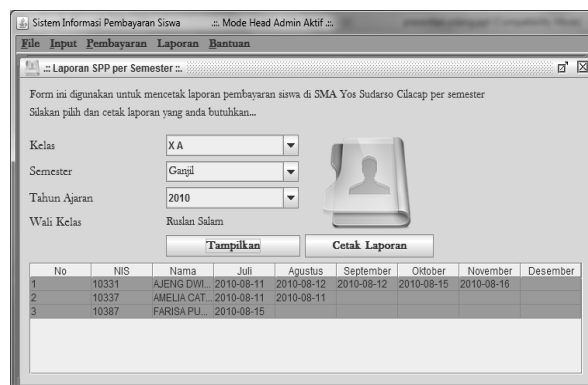 Sistem Informasi Pembayaran Siswa .:: Mode Head Admin Aktif .::.
File Input Pembayaran Laporan Bantuan
.:: Laporan SPP per Semester ::.
Form ini digunakan untuk mencetak laporan pembayaran siswa di SMA Yos Sudarso Cilacap per semester
Silakan pilih dan cetak laporan yang anda butuhkan...
Kelas X A
Semester Ganjil
Tahun Ajaran 2010
Wali Kelas Ruslan Salam
Tampilkan Cetak Laporan
No NIS Nama Juli Agustus September Oktober November Desember
1 10331 AJENG DWI... 2010-08-11 2010-08-12 2010-08-12 2010-08-15 2010-08-16
2 10337 AMELIA CAT... 2010-08-11 2010-08-11
3 10387 FARISA PU... 2010-08-15